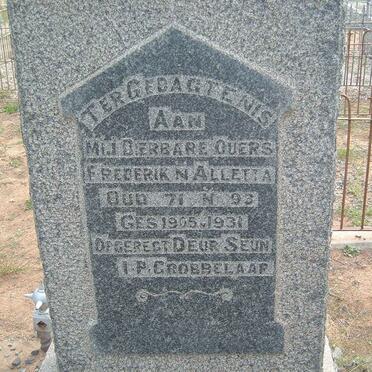 TER GEDAGTENIS
AAN
MIJ DIERBARE OUERS
FREDERIK N ALLETTA
OUD 71 N 93
GES 1905-1931
OPGERECT DEUR SEUN
I.P. GROBBELAAR